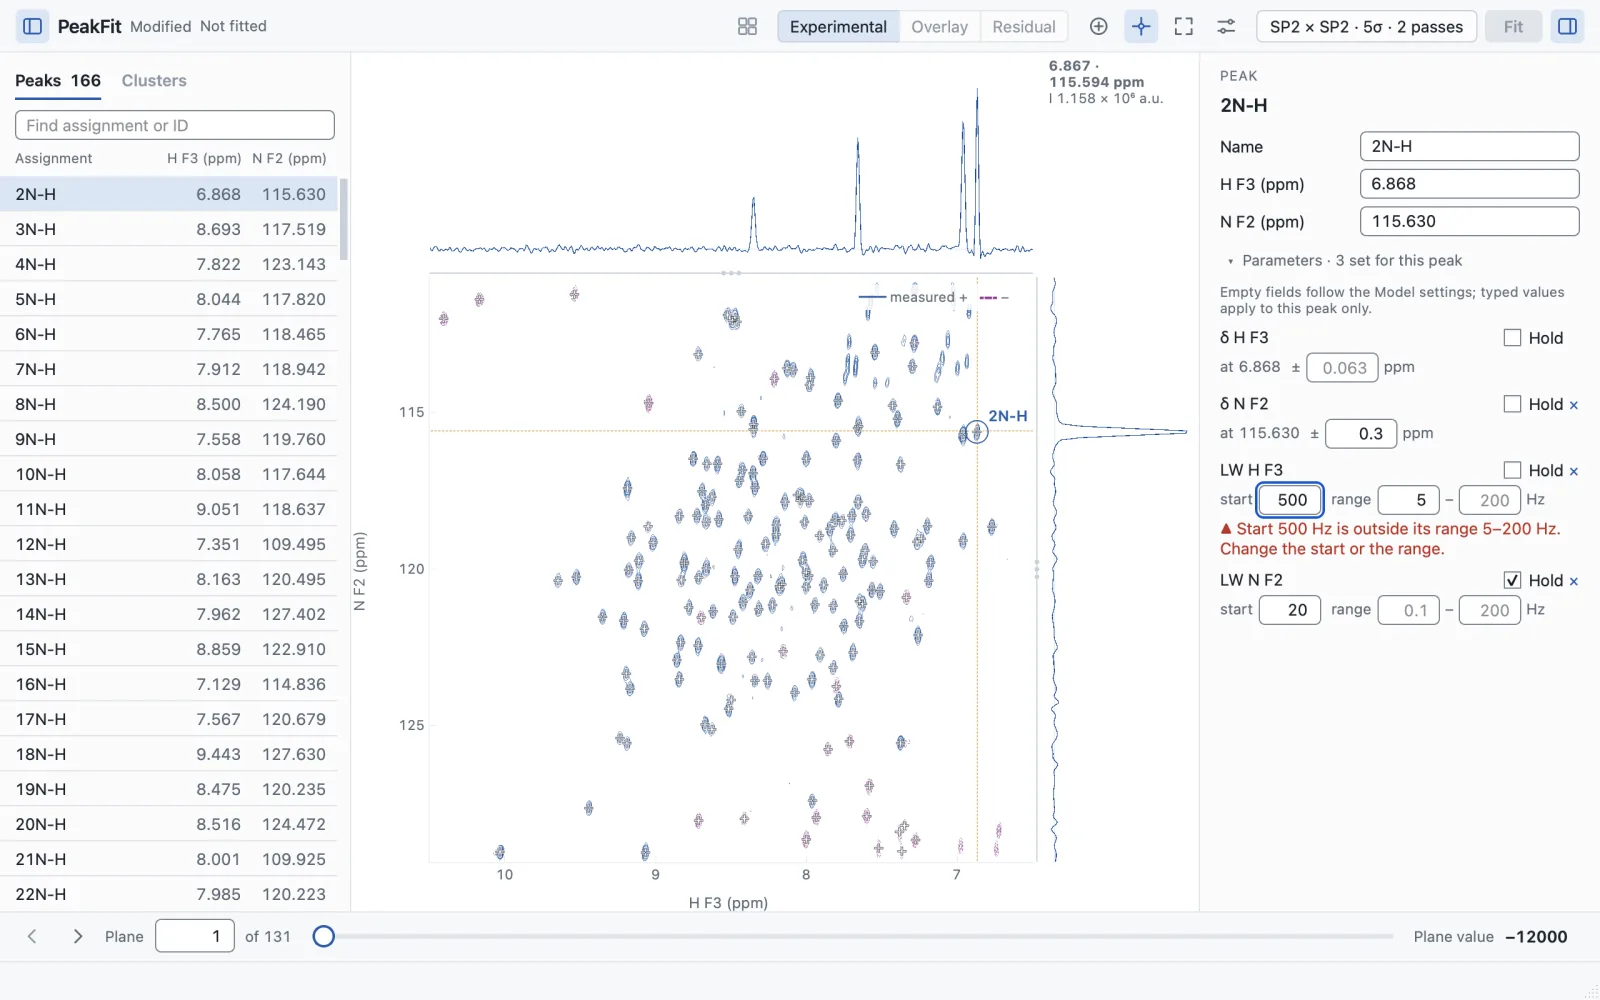 PeakFit Modified Not fitted
Experimental Overlay Residual
SP2 × SP2 · 5σ · 2 passes
Fit
Peaks 166 Clusters
Find assignment or ID
Assignment H F3 (ppm) N F2 (ppm)
2N-H 6.868 115.630
3N-H 8.693 117.519
4N-H 7.822 123.143
5N-H 8.044 117.820
6N-H 7.765 118.465
7N-H 7.912 118.942
8N-H 8.500 124.190
9N-H 7.558 119.760
10N-H 8.058 117.644
11N-H 9.051 118.637
12N-H 7.351 109.495
13N-H 8.163 120.495
14N-H 7.962 127.402
15N-H 8.859 122.910
16N-H 7.129 114.836
17N-H 7.567 120.679
18N-H 9.443 127.630
19N-H 8.475 120.235
20N-H 8.516 124.472
21N-H 8.001 109.925
22N-H 7.985 120.223
6.867 ·
115.594 ppm
I 1.158 × 10⁶ a.u.
measured + −
2N-H
115
120
125
N F2 (ppm)
10 9 8 7
H F3 (ppm)
PEAK
2N-H
Name 2N-H
H F3 (ppm) 6.868
N F2 (ppm) 115.630
▾ Parameters · 3 set for this peak
Empty fields follow the Model settings; typed values
apply to this peak only.
δ H F3 Hold
at 6.868 ± 0.063 ppm
δ N F2 Hold ×
at 115.630 ± 0.3 ppm
LW H F3 Hold ×
start 500 range 5 – 200 Hz
▲ Start 500 Hz is outside its range 5–200 Hz.
Change the start or the range.
LW N F2 ✓ Hold ×
start 20 range 0.1 – 200 Hz
Plane 1 of 131
Plane value −12000